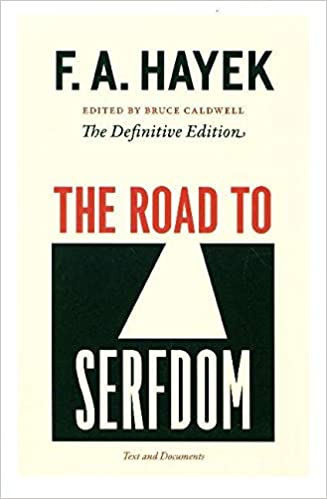 F. A. HAYEK
EDITED BY BRUCE CALDWELL
The Definitive Edition
THE ROAD TO
SERFDOM
Text and Documents